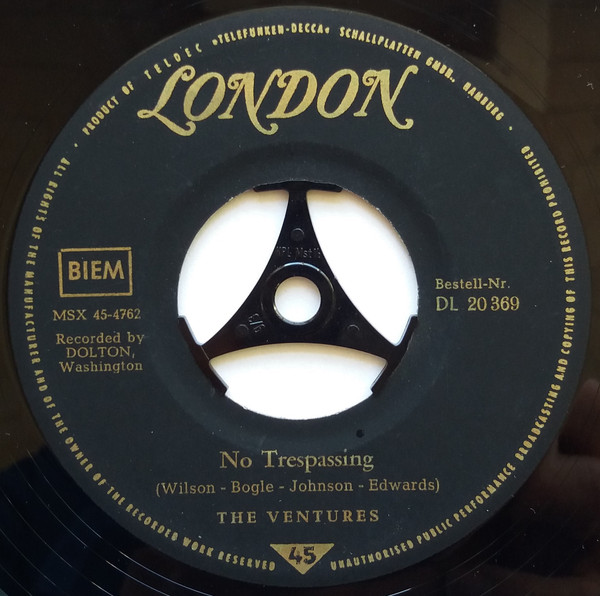 PRODUCT OF TELDEC »TELEFUNKEN-DECCA« SCHALLPLATTEN GMBH., HAMBURG
LONDON
BIEM
MSX 45-4762
Recorded by
DOLTON,
Washington
Bestell-Nr.
DL 20 369
No Trespassing
(Wilson - Bogle - Johnson - Edwards)
THE VENTURES
45
ALL RIGHTS OF THE MANUFACTURER AND OF THE OWNER OF THE RECORDED WORK RESERVED
UNAUTHORISED PUBLIC PERFORMANCE BROADCASTING AND COPYING OF THIS RECORD PROHIBITED